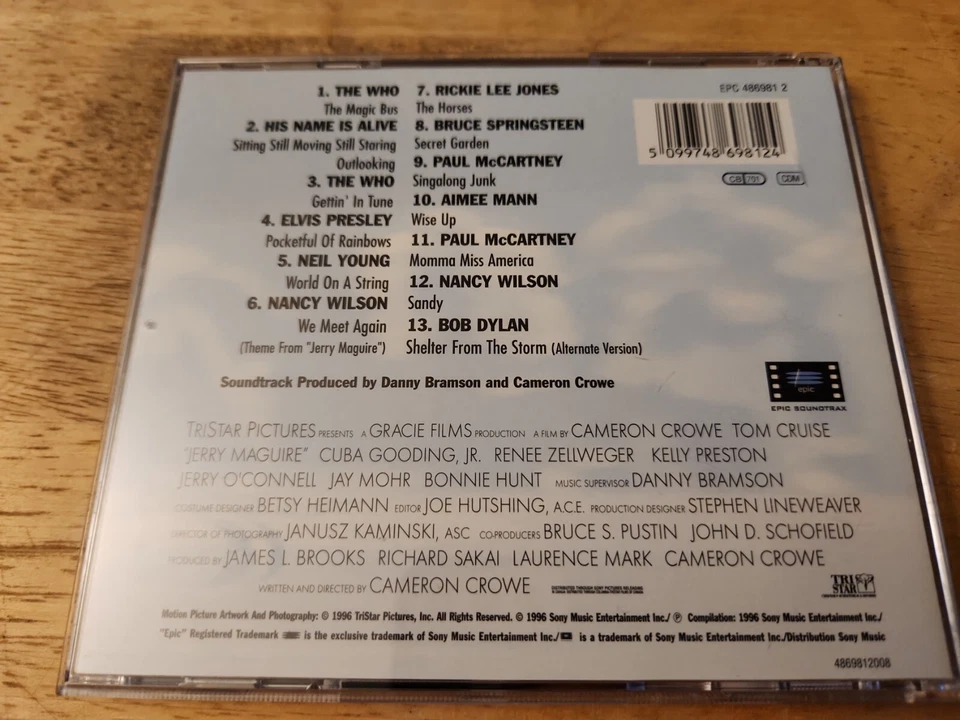 1. THE WHO
The Magic Bus
2. HIS NAME IS ALIVE
Sitting Still Moving Still Staring
Outlooking
3. THE WHO
Gettin' In Tune
4. ELVIS PRESLEY
Pocketful Of Rainbows
5. NEIL YOUNG
World On A String
6. NANCY WILSON
We Meet Again
(Theme From "Jerry Maguire")
7. RICKIE LEE JONES
The Horses
8. BRUCE SPRINGSTEEN
Secret Garden
9. PAUL McCARTNEY
Singalong Junk
10. AIMEE MANN
Wise Up
11. PAUL McCARTNEY
Momma Miss America
12. NANCY WILSON
Sandy
13. BOB DYLAN
Shelter From The Storm (Alternate Version)
EPC 486981 2
5 099748 698124
CB 701 CDM
Soundtrack Produced by Danny Bramson and Cameron Crowe
epic
EPIC SOUNDTRAX
TRISTAR PICTURES PRESENTS A GRACIE FILMS PRODUCTION A FILM BY CAMERON CROWE TOM CRUISE
"JERRY MAGUIRE" CUBA GOODING, JR. RENEE ZELLWEGER KELLY PRESTON
JERRY O'CONNELL JAY MOHR BONNIE HUNT MUSIC SUPERVISOR DANNY BRAMSON
COSTUME DESIGNER BETSY HEIMANN EDITOR JOE HUTSHING, A.C.E. PRODUCTION DESIGNER STEPHEN LINEWEAVER
DIRECTOR OF PHOTOGRAPHY JANUSZ KAMINSKI, ASC CO-PRODUCERS BRUCE S. PUSTIN JOHN D. SCHOFIELD
PRODUCED BY JAMES L. BROOKS RICHARD SAKAI LAURENCE MARK CAMERON CROWE
WRITTEN AND DIRECTED BY CAMERON CROWE
TRISTAR
Motion Picture Artwork And Photography: © 1996 TriStar Pictures, Inc. All Rights Reserved. © 1996 Sony Music Entertainment Inc./ ℗ Compilation: 1996 Sony Music Entertainment Inc./
"Epic" Registered Trademark is the exclusive trademark of Sony Music Entertainment Inc./ is a trademark of Sony Music Entertainment Inc./Distribution Sony Music
4869812008